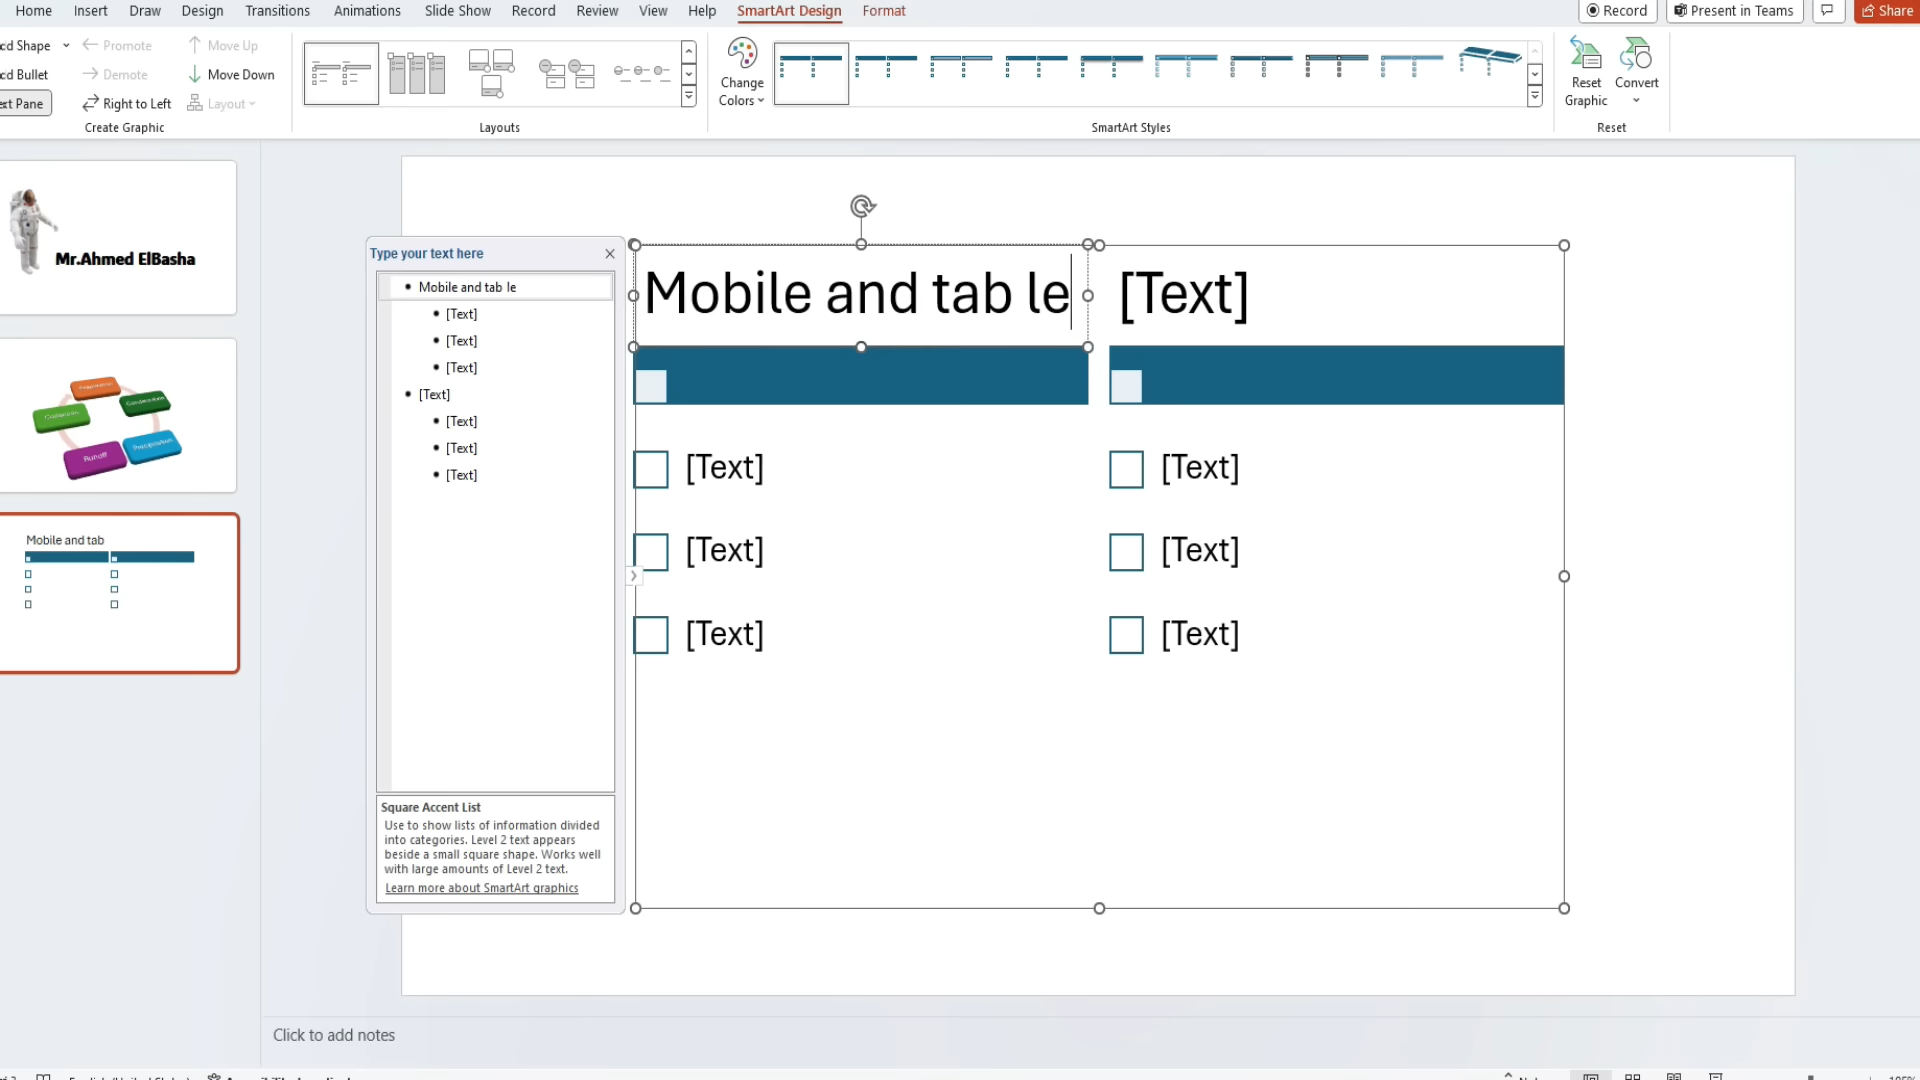 Home Insert Draw Design Transitions Animations Slide Show Record Review View Help SmartArt Design Format Record Present in Teams Share
Shape Promote Move Up
Bullet Demote Move Down
Pane Right to Left Layout
Create Graphic
Layouts
Change
Colors
SmartArt Styles
Reset
Graphic
Convert
Reset
Mr.Ahmed ElBasha
Runoff
Mobile and tab
Type your text here
Mobile and tab le
[Text]
[Text]
[Text]
[Text]
[Text]
[Text]
[Text]
Square Accent List
Use to show lists of information divided
into categories. Level 2 text appears
beside a small square shape. Works well
with large amounts of Level 2 text.
Learn more about SmartArt graphics
Mobile and tab le [Text]
[Text] [Text]
[Text] [Text]
[Text] [Text]
Click to add notes